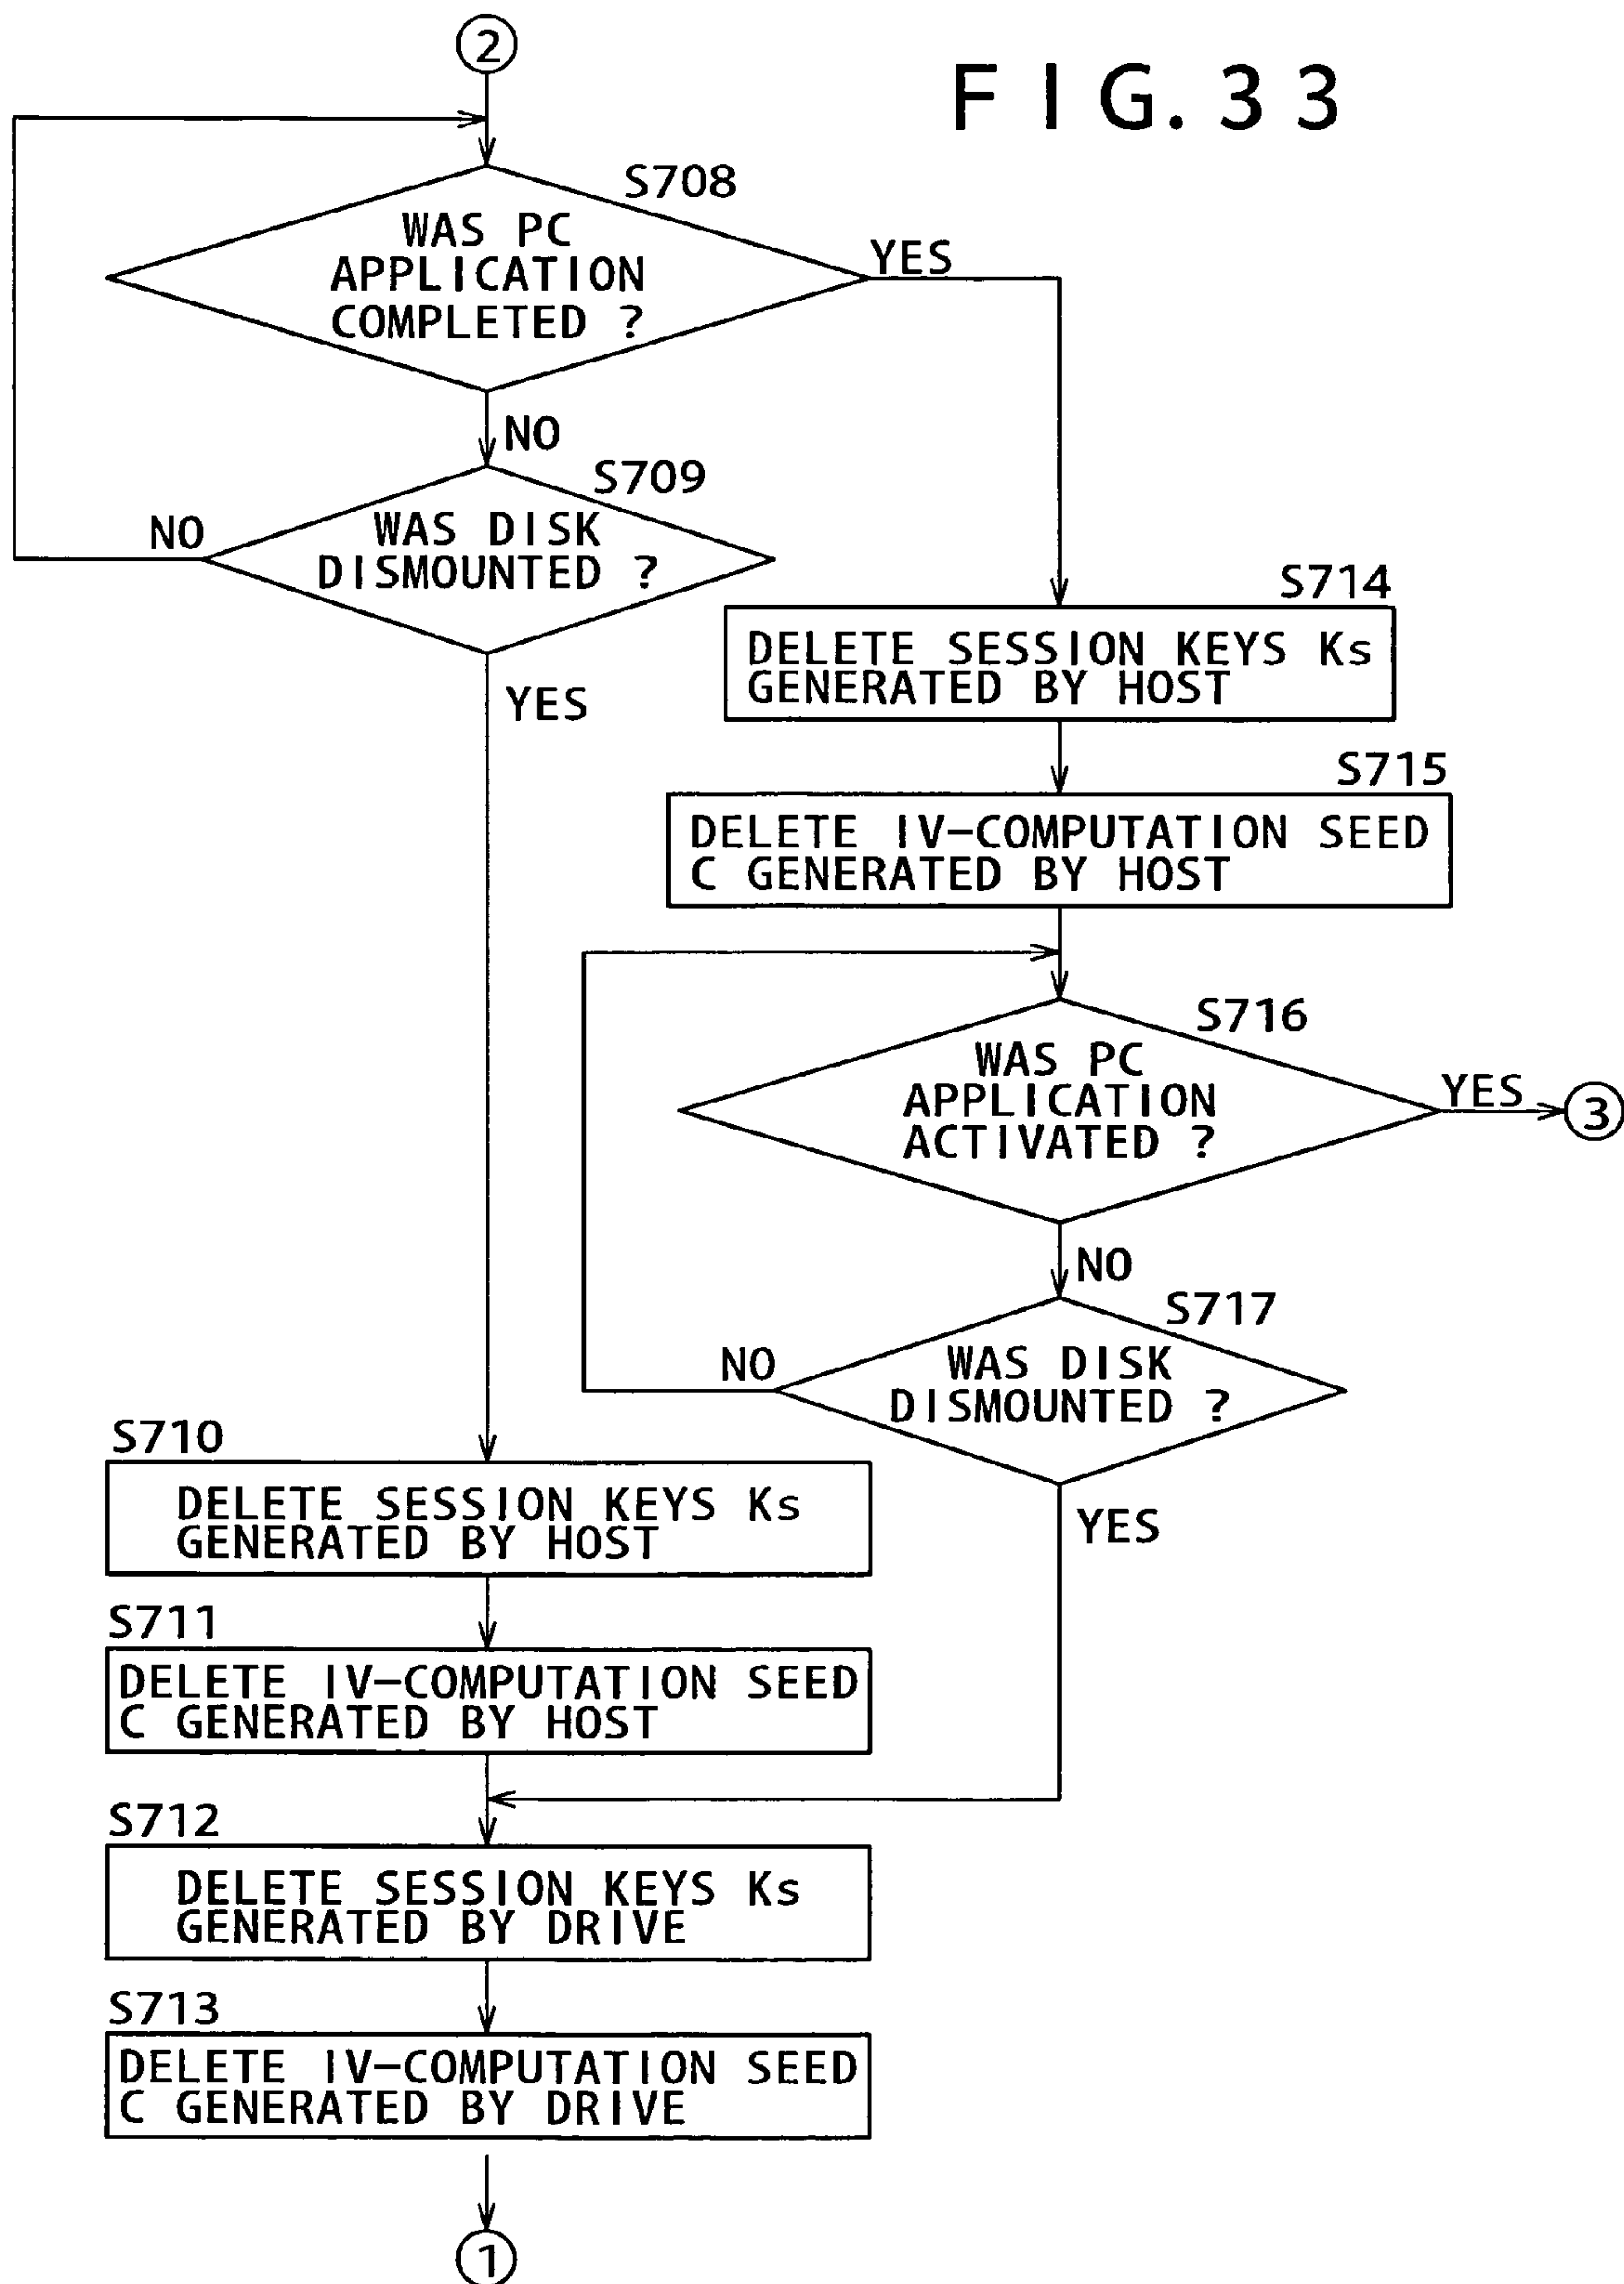 2
FIG. 33
S708
WAS PC
APPLICATION
COMPLETED ?
YES
NO
S709
WAS DISK
DISMOUNTED ?
NO
YES
S714
DELETE SESSION KEYS Ks
GENERATED BY HOST
S715
DELETE IV-COMPUTATION SEED
C GENERATED BY HOST
S716
WAS PC
APPLICATION
ACTIVATED ?
YES
3
NO
S717
WAS DISK
DISMOUNTED ?
NO
YES
S710
DELETE SESSION KEYS Ks
GENERATED BY HOST
S711
DELETE IV-COMPUTATION SEED
C GENERATED BY HOST
S712
DELETE SESSION KEYS Ks
GENERATED BY DRIVE
S713
DELETE IV-COMPUTATION SEED
C GENERATED BY DRIVE
1